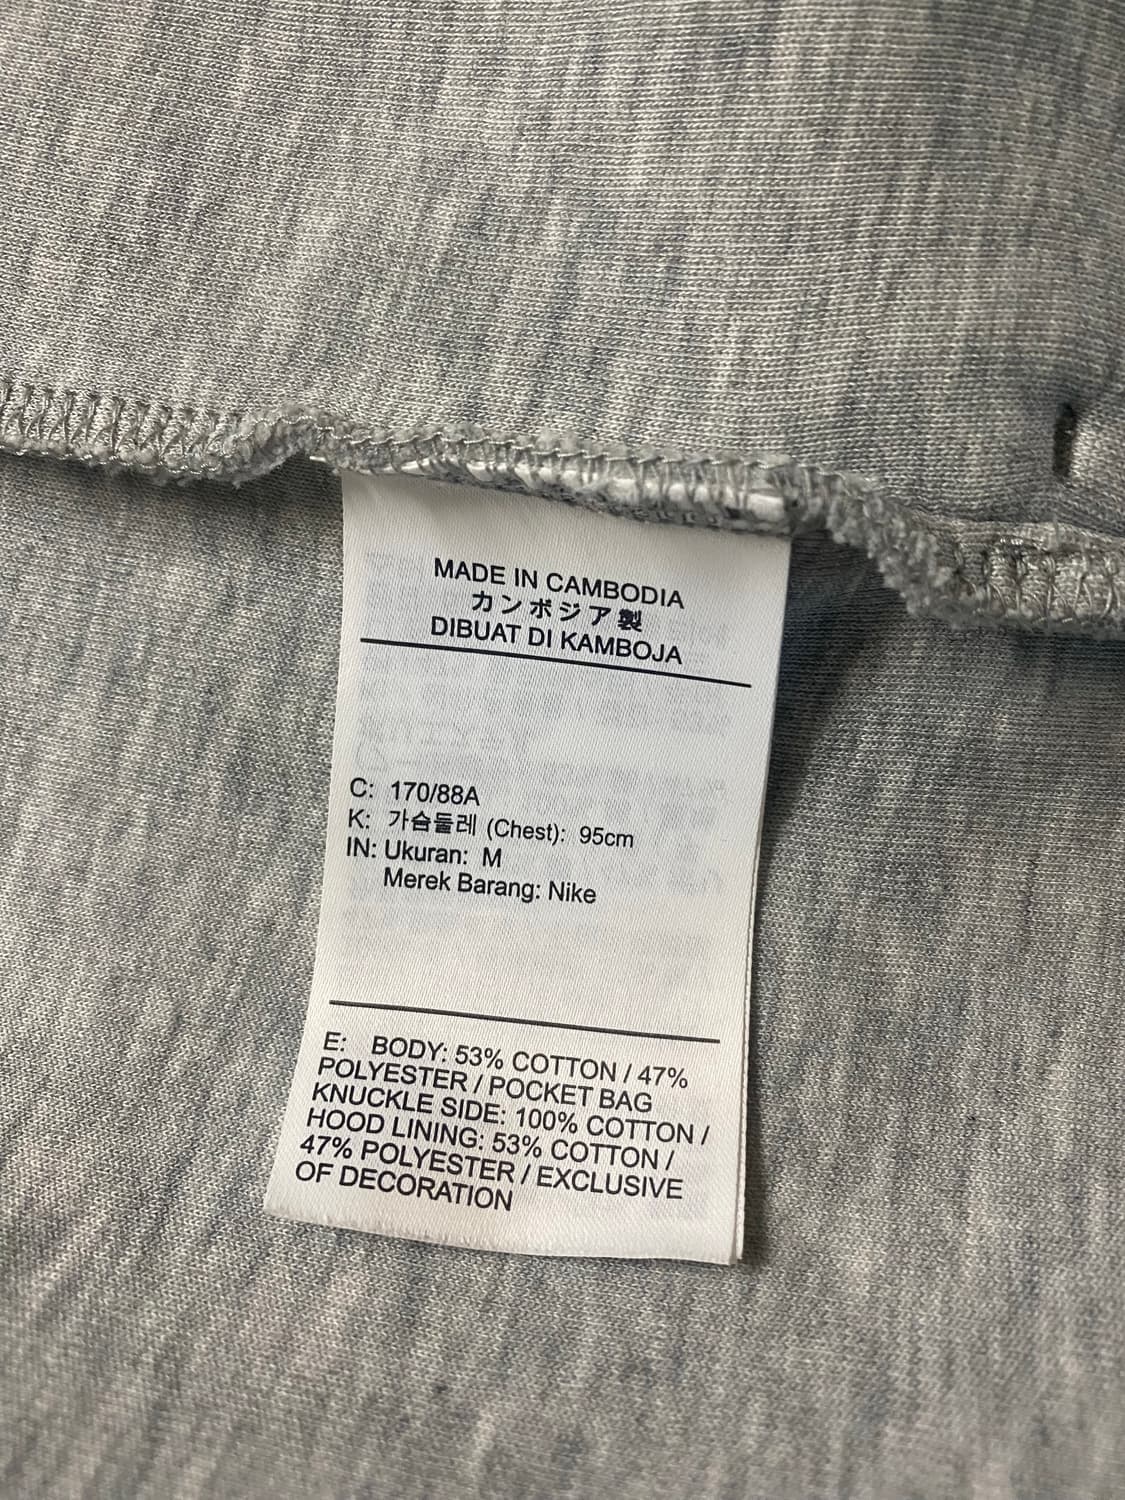 MADE IN CAMBODIA
カンボジア製
DIBUAT DI KAMBOJA
C: 170/88A
K: 가슴둘레 (Chest): 95cm
IN: Ukuran: M
Merek Barang: Nike
E: BODY: 53% COTTON / 47%
POLYESTER / POCKET BAG
KNUCKLE SIDE: 100% COTTON /
HOOD LINING: 53% COTTON /
47% POLYESTER / EXCLUSIVE
OF DECORATION